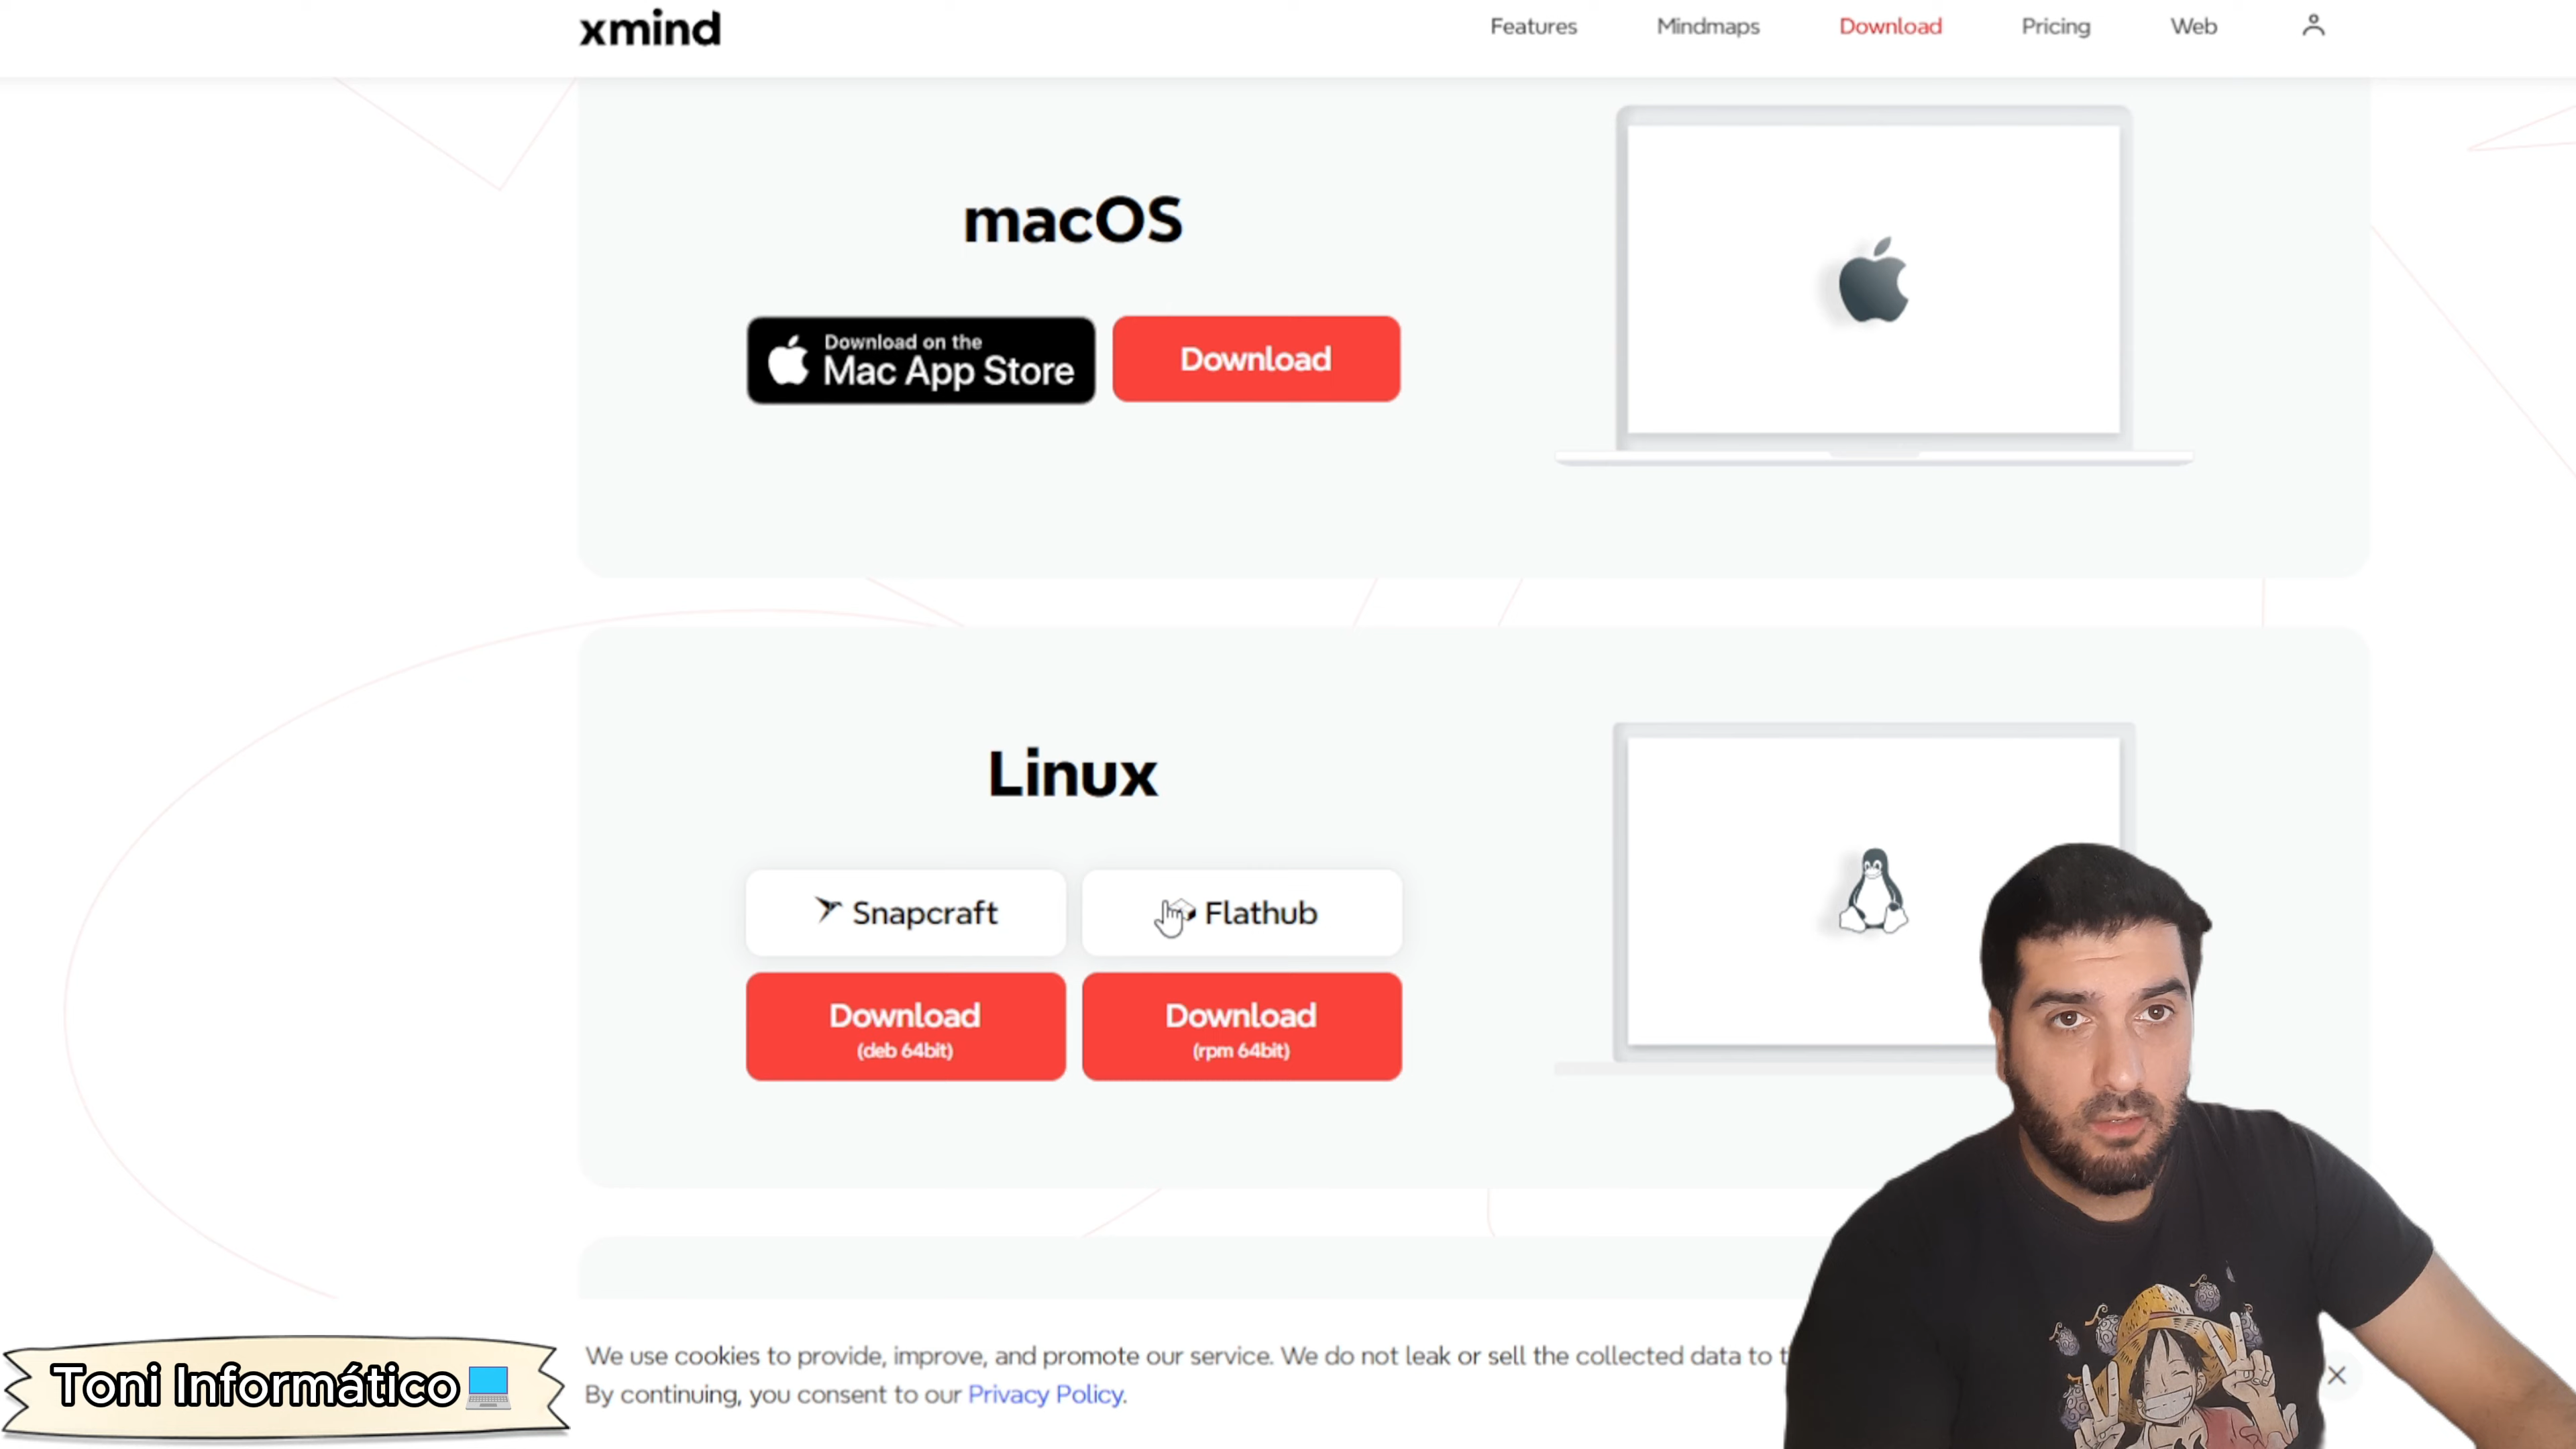 xmind
Features
Mindmaps
Download
Pricing
Web
macOS
Download on the
Mac App Store
Download
Linux
Snapcraft
Flathub
Download
(deb 64bit)
Download
(rpm 64bit)
We use cookies to provide, improve, and promote our service. We do not leak or sell the collected data to
By continuing, you consent to our Privacy Policy.
Toni Informático